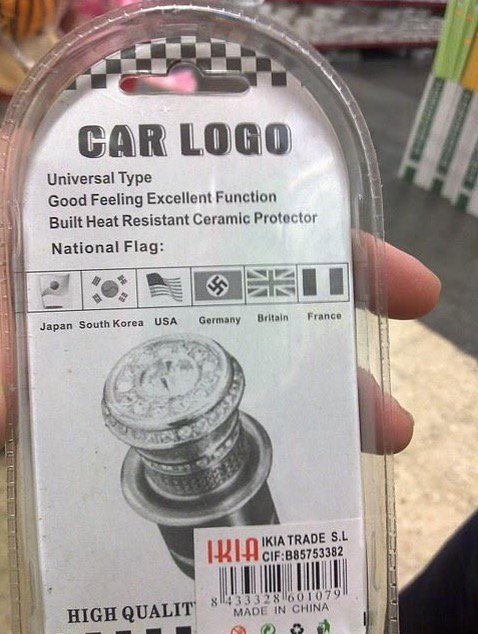 CAR LOGO
Universal Type
Good Feeling Excellent Function
Built Heat Resistant Ceramic Protector
National Flag:
Japan South Korea USA Germany Britain France
IKIA IKIA TRADE S.L
CIF:B85753382
8 433328 601079
MADE IN CHINA
HIGH QUALIT